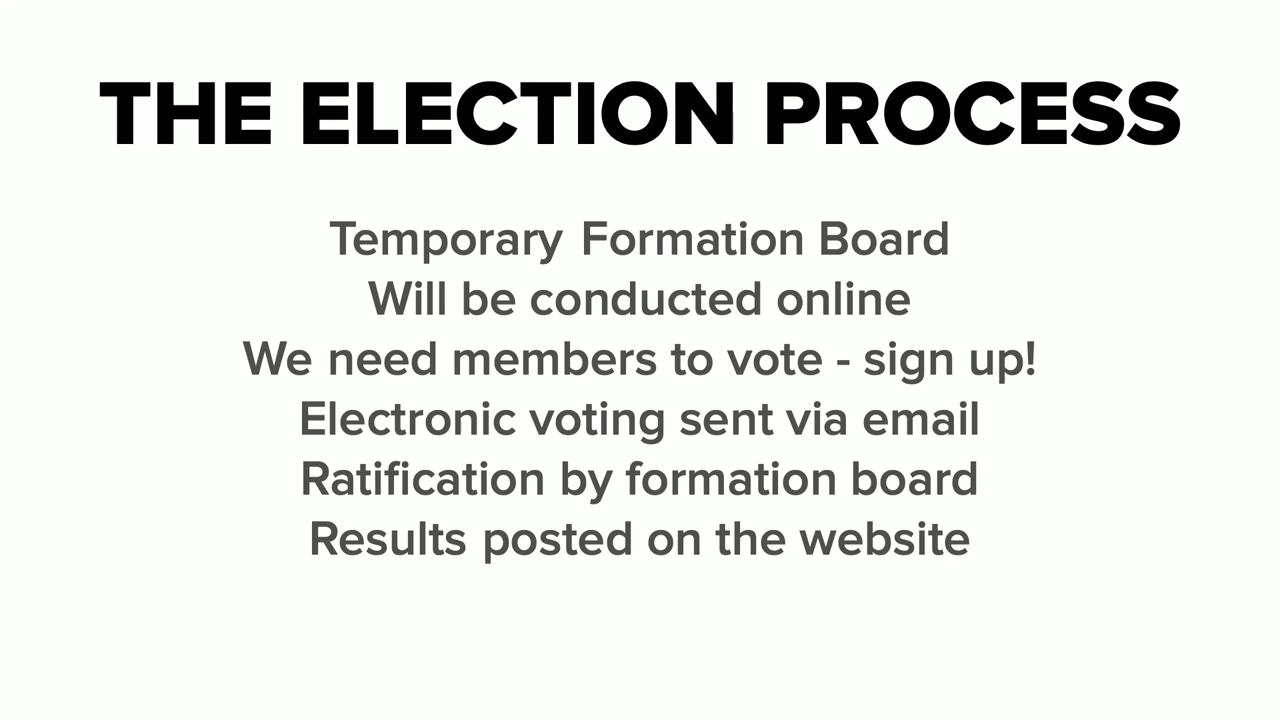 THE ELECTION PROCESS
Temporary Formation Board
Will be conducted online
We need members to vote - sign up!
Electronic voting sent via email
Ratification by formation board
Results posted on the website